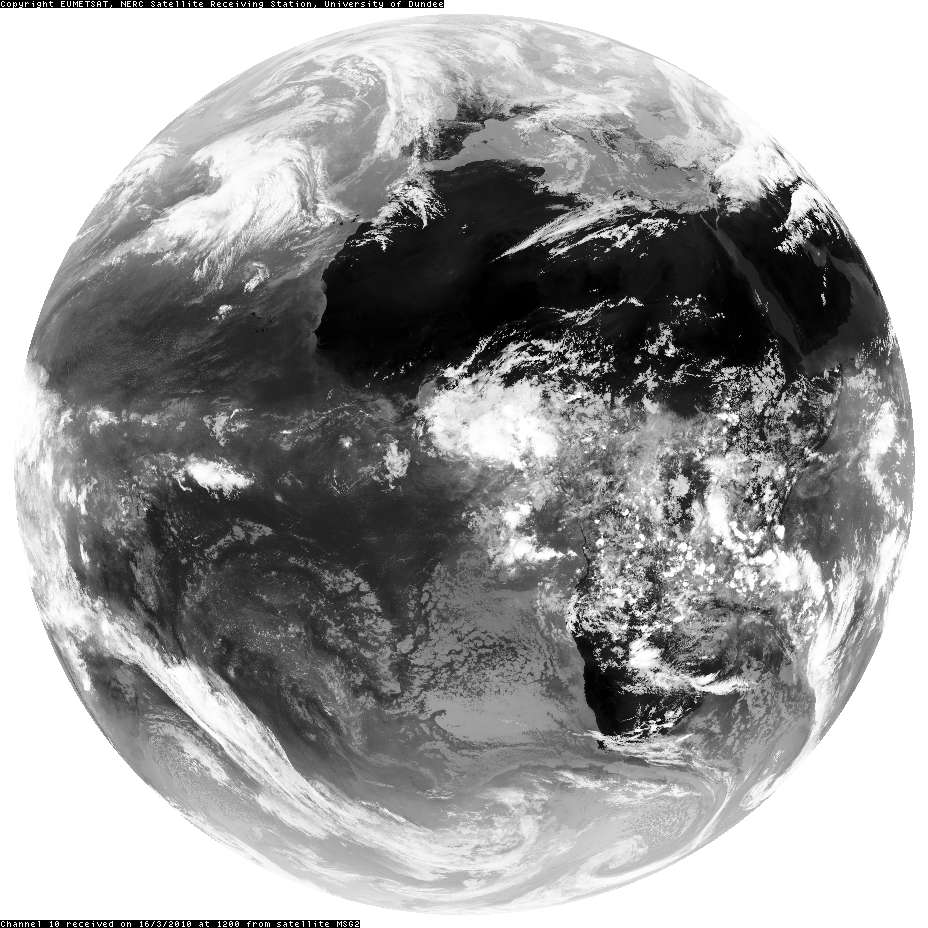 Copyright EUMETSAT, NERC Satellite Receiving Station, University of Dundee
Channel 10 received on 16/3/2010 at 1200 from satellite MSG2